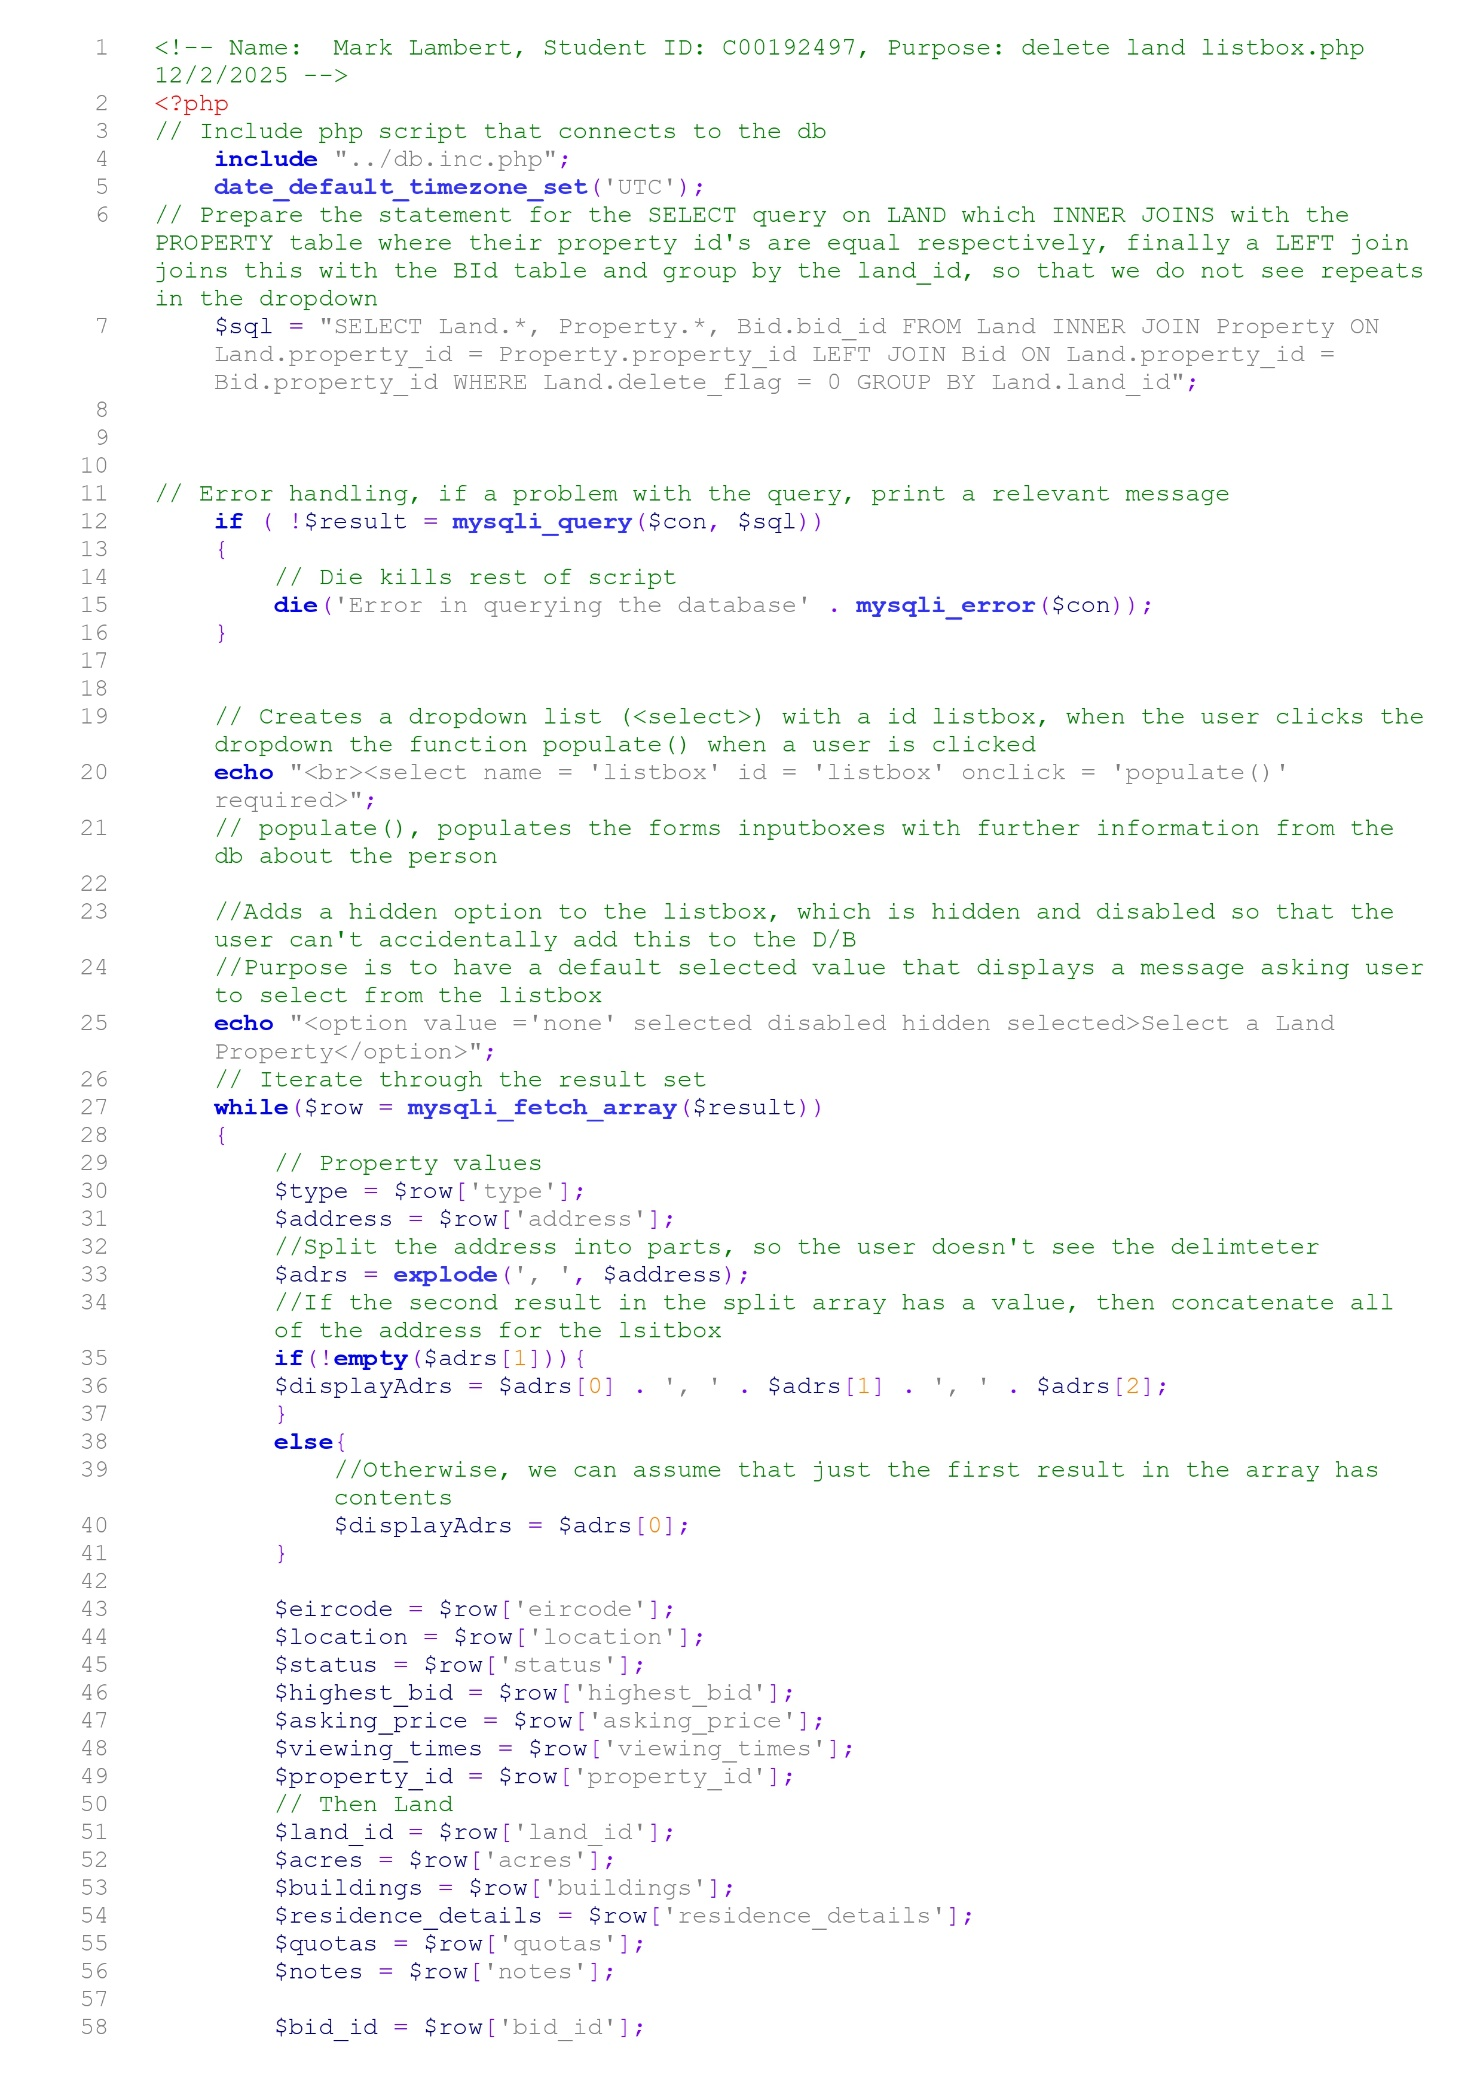 1 <!-- Name:  Mark Lambert, Student ID: C00192497, Purpose: delete land listbox.php
12/2/2025 -->
2 <?php
3 // Include php script that connects to the db
4 include "../db.inc.php";
5 date_default_timezone_set('UTC');
6 // Prepare the statement for the SELECT query on LAND which INNER JOINS with the
PROPERTY table where their property id's are equal respectively, finally a LEFT join
joins this with the BId table and group by the land_id, so that we do not see repeats
in the dropdown
7 $sql = "SELECT Land.*, Property.*, Bid.bid_id FROM Land INNER JOIN Property ON
Land.property_id = Property.property_id LEFT JOIN Bid ON Land.property_id =
Bid.property_id WHERE Land.delete_flag = 0 GROUP BY Land.land_id";
8
9
10
11 // Error handling, if a problem with the query, print a relevant message
12 if ( !$result = mysqli_query($con, $sql))
13 {
14 // Die kills rest of script
15 die('Error in querying the database' . mysqli_error($con));
16 }
17
18
19 // Creates a dropdown list (<select>) with a id listbox, when the user clicks the
dropdown the function populate() when a user is clicked
20 echo "<br><select name = 'listbox' id = 'listbox' onclick = 'populate()'
required>";
21 // populate(), populates the forms inputboxes with further information from the
db about the person
22
23 //Adds a hidden option to the listbox, which is hidden and disabled so that the
user can't accidentally add this to the D/B
24 //Purpose is to have a default selected value that displays a message asking user
to select from the listbox
25 echo "<option value ='none' selected disabled hidden selected>Select a Land
Property</option>";
26 // Iterate through the result set
27 while($row = mysqli_fetch_array($result))
28 {
29 // Property values
30 $type = $row['type'];
31 $address = $row['address'];
32 //Split the address into parts, so the user doesn't see the delimteter
33 $adrs = explode(', ', $address);
34 //If the second result in the split array has a value, then concatenate all
of the address for the lsitbox
35 if(!empty($adrs[1])){
36 $displayAdrs = $adrs[0] . ', ' . $adrs[1] . ', ' . $adrs[2];
37 }
38 else{
39 //Otherwise, we can assume that just the first result in the array has
contents
40 $displayAdrs = $adrs[0];
41 }
42
43 $eircode = $row['eircode'];
44 $location = $row['location'];
45 $status = $row['status'];
46 $highest_bid = $row['highest_bid'];
47 $asking_price = $row['asking_price'];
48 $viewing_times = $row['viewing_times'];
49 $property_id = $row['property_id'];
50 // Then Land
51 $land_id = $row['land_id'];
52 $acres = $row['acres'];
53 $buildings = $row['buildings'];
54 $residence_details = $row['residence_details'];
55 $quotas = $row['quotas'];
56 $notes = $row['notes'];
57
58 $bid_id = $row['bid_id'];